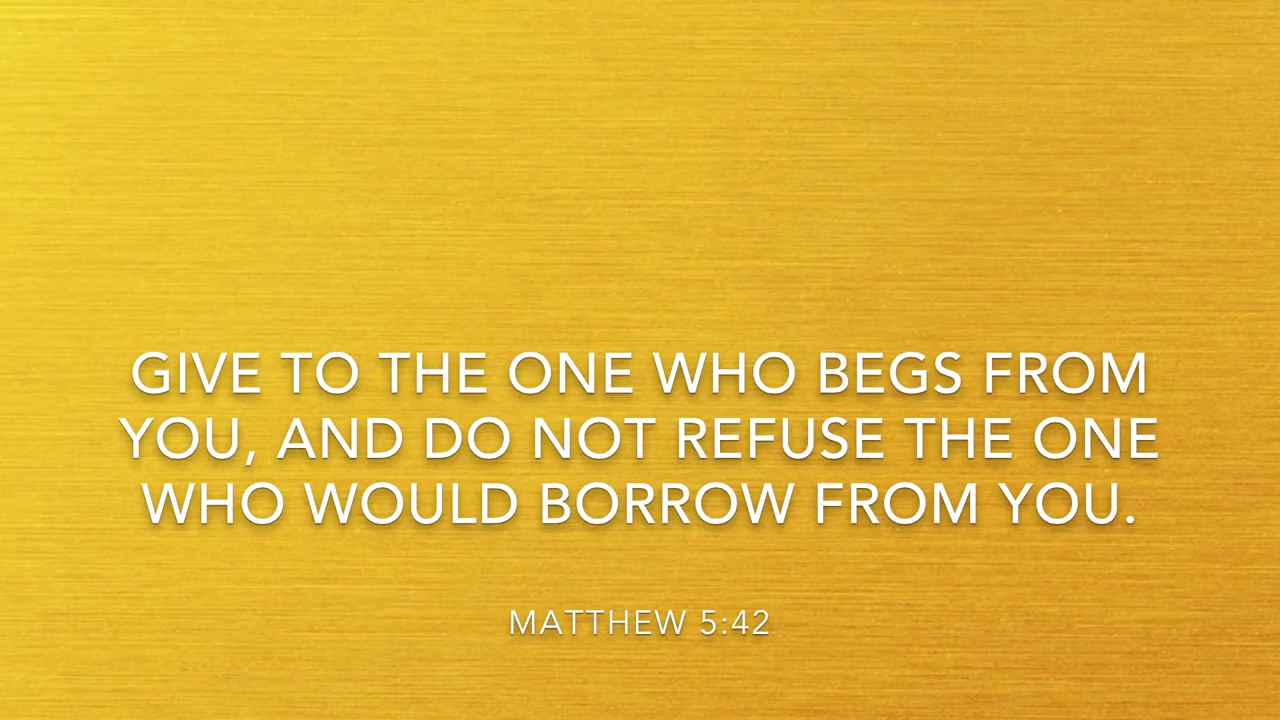 GIVE TO THE ONE WHO BEGS FROM
YOU, AND DO NOT REFUSE THE ONE
WHO WOULD BORROW FROM YOU.
MATTHEW 5:42